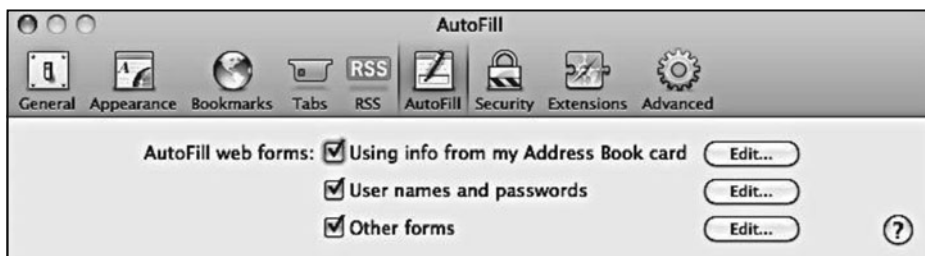 AutoFill
RSS
General Appearance Bookmarks Tabs RSS AutoFill Security Extensions Advanced
AutoFill web forms: Using info from my Address Book card Edit...
User names and passwords Edit...
Other forms Edit...
?